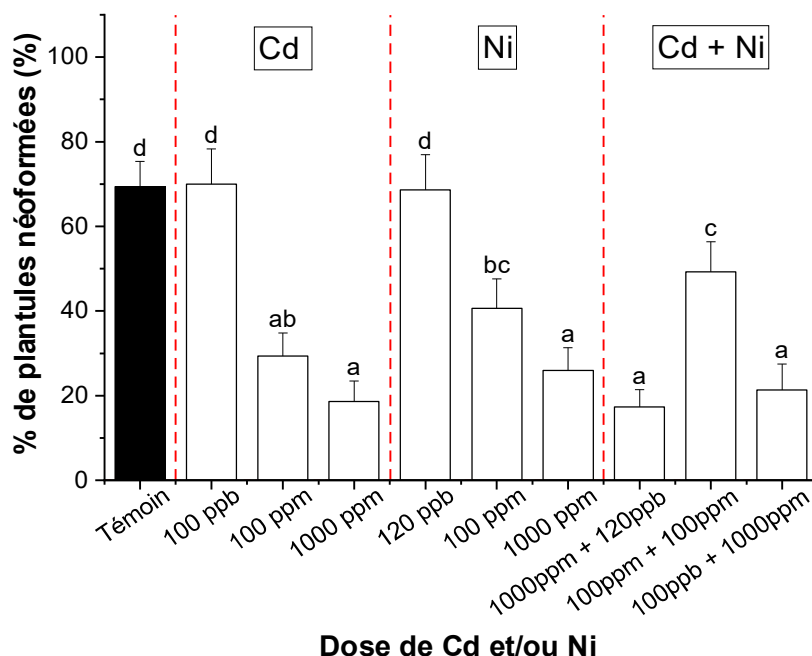 % de plantules néoformées (%)
100
80
60
40
20
0
Cd
Ni
Cd + Ni
d
d
ab
a
d
bc
a
a
c
a
Témoin
100 ppb
100 ppm
1000 ppm
120 ppb
100 ppm
1000 ppm
1000ppm + 120ppb
100ppm + 100ppm
100ppb + 1000ppm
Dose de Cd et/ou Ni